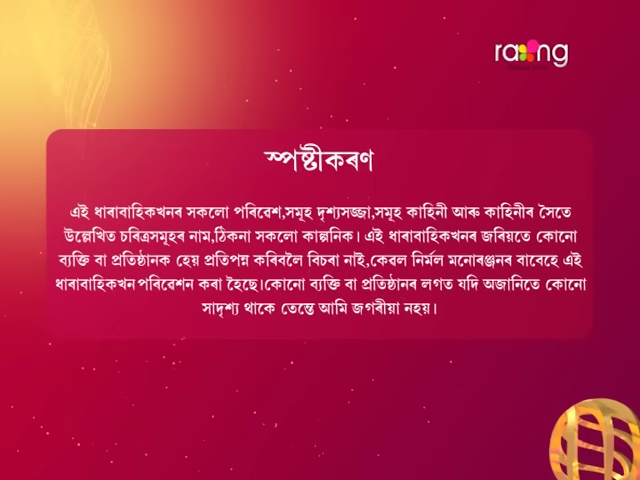 rang
স্পষ্টীকৰণ
এই ধাৰাবাহিকখনৰ সকলো পৰিৱেশ,সমূহ দৃশ্যসজ্জা,সমূহ কাহিনী আৰু কাহিনীৰ সৈতে
উল্লেখিত চৰিত্ৰসমূহৰ নাম,ঠিকনা সকলো কাল্পনিক। এই ধাৰাবাহিকখনৰ জৰিয়তে কোনো
ব্যক্তি বা প্ৰতিষ্ঠানক হেয় প্ৰতিপন্ন কৰিবলৈ বিচৰা নাই,কেৱল নিৰ্মল মনোৰঞ্জনৰ বাবেহে এই
ধাৰাবাহিকখন পৰিৱেশন কৰা হৈছে।কোনো ব্যক্তি বা প্ৰতিষ্ঠানৰ লগত যদি অজানিতে কোনো
সাদৃশ্য থাকে তেন্তে আমি জগৰীয়া নহয়।